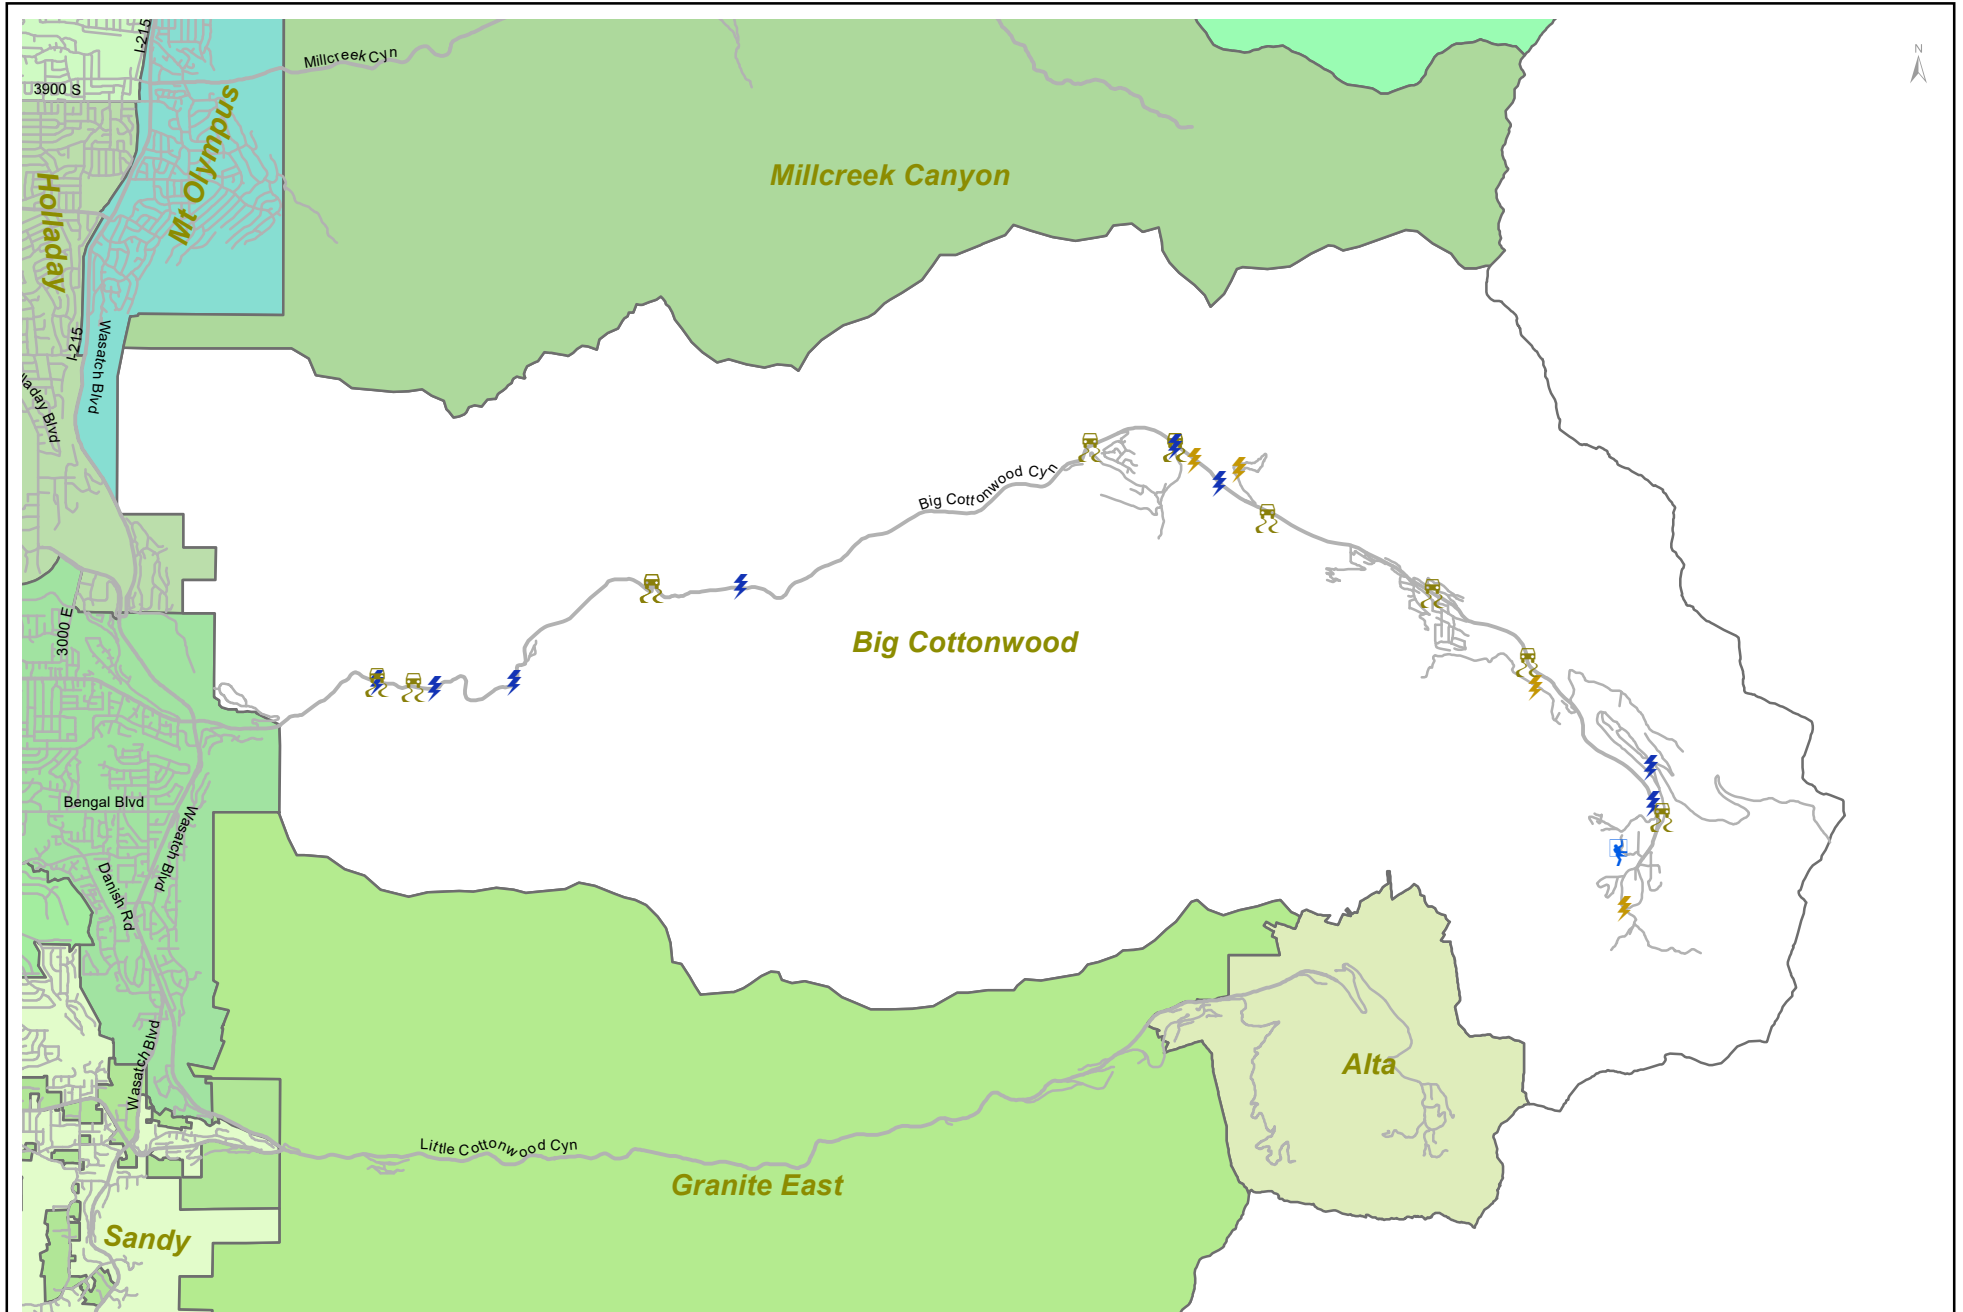 I-215
Millcreek Cyn
N
3900 S
Mt Olympus
Millcreek Canyon
Holladay
I-215
Wasatch Blvd
aday Blvd
Big Cottonwood Cyn
3000 E
Big Cottonwood
Bengal Blvd
Wasatch Blvd
Danish Rd
Wasatch Blvd
Alta
Little Cottonwood Cyn
Granite East
Sandy